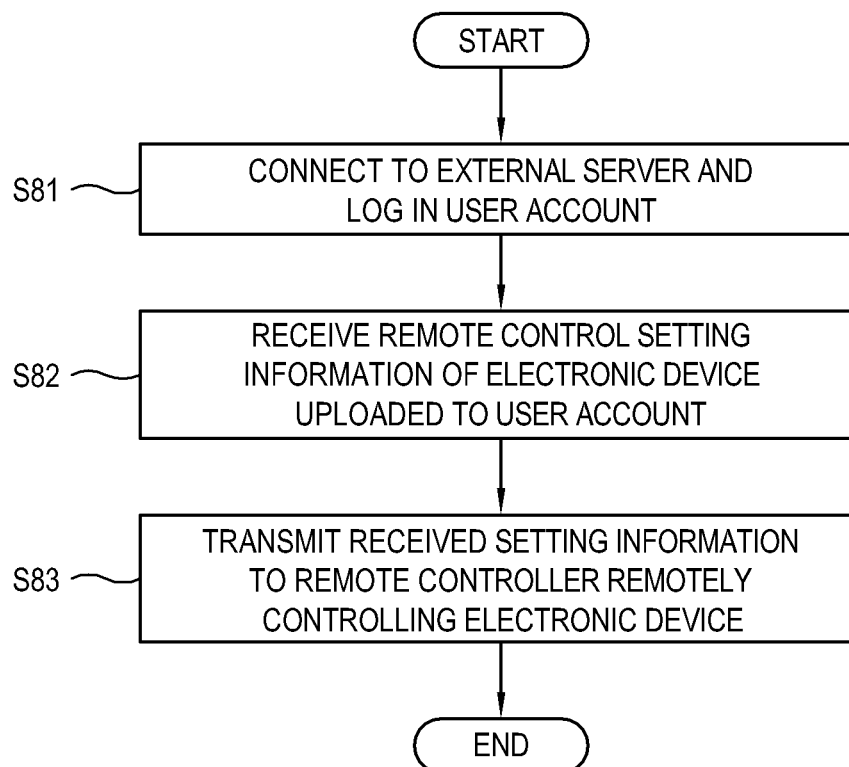 START
S81
CONNECT TO EXTERNAL SERVER AND
LOG IN USER ACCOUNT
S82
RECEIVE REMOTE CONTROL SETTING
INFORMATION OF ELECTRONIC DEVICE
UPLOADED TO USER ACCOUNT
S83
TRANSMIT RECEIVED SETTING INFORMATION
TO REMOTE CONTROLLER REMOTELY
CONTROLLING ELECTRONIC DEVICE
END